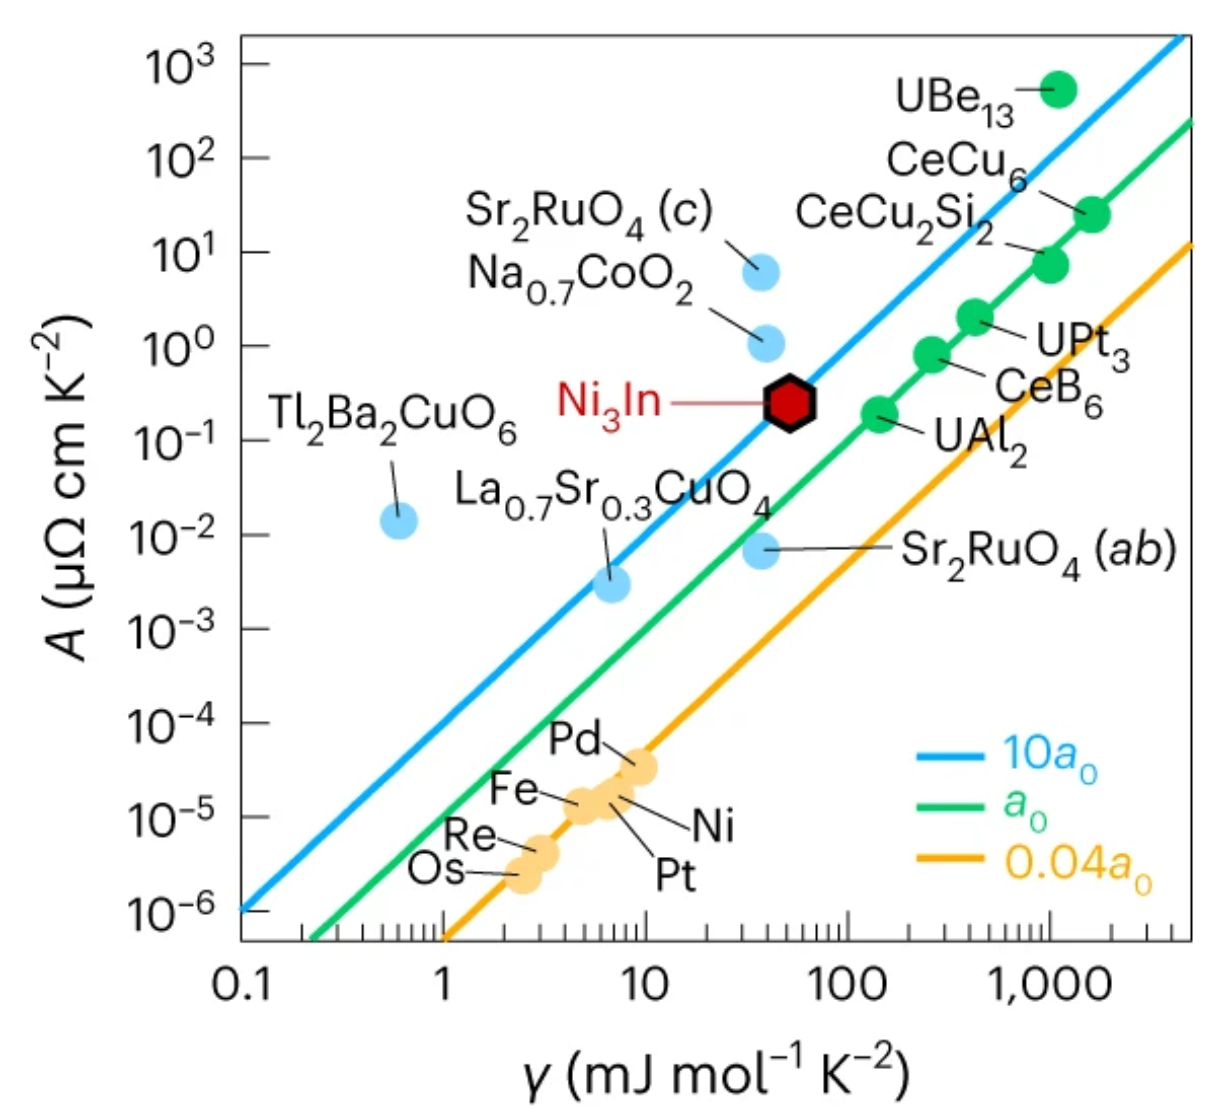 10³
10²
10¹
10⁰
10⁻¹
10⁻²
10⁻³
10⁻⁴
10⁻⁵
10⁻⁶
A (μΩ cm K⁻²)
UBe₁₃
CeCu₆
Sr₂RuO₄ (c)
CeCu₂Si₂
Na₀.₇CoO₂
UPt₃
CeB₆
Ni₃In
Tl₂Ba₂CuO₆
UAl₂
La₀.₇Sr₀.₃CuO₄
Sr₂RuO₄ (ab)
Pd
Fe
Ni
Re
Pt
Os
10a₀
a₀
0.04a₀
0.1 1 10 100 1,000
γ (mJ mol⁻¹ K⁻²)